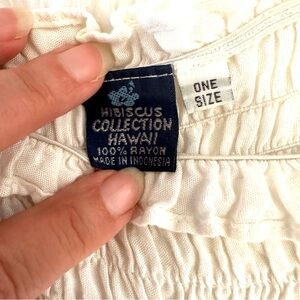 HIBISCUS
COLLECTION
HAWAII
100% RAYON
MADE IN INDONESIA
ONE
SIZE